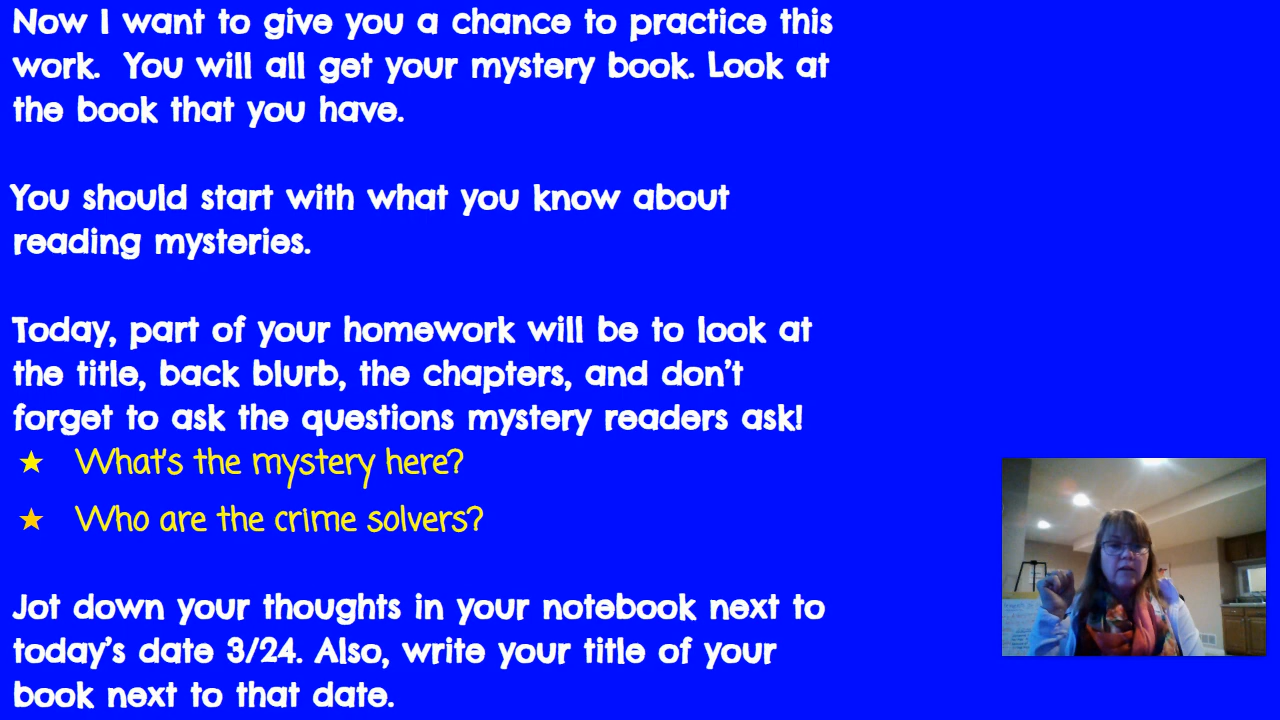 Now I want to give you a chance to practice this
work.  You will all get your mystery book. Look at
the book that you have.
You should start with what you know about
reading mysteries.
Today, part of your homework will be to look at
the title, back blurb, the chapters, and don't
forget to ask the questions mystery readers ask!
★ What's the mystery here?
★ Who are the crime solvers?
Jot down your thoughts in your notebook next to
today's date 3/24. Also, write your title of your
book next to that date.